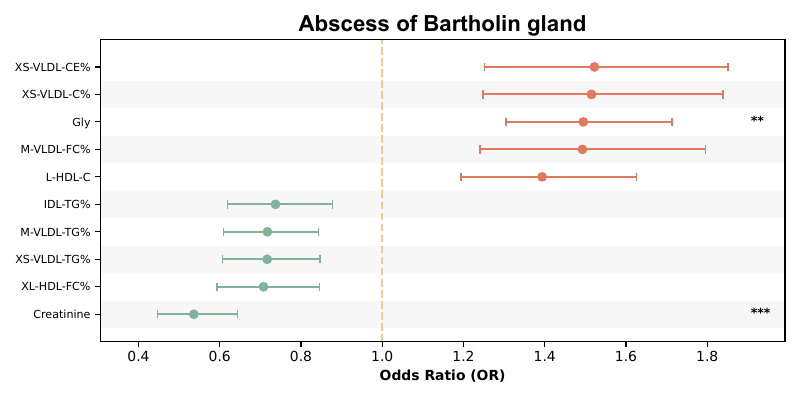 Abscess of Bartholin gland
XS-VLDL-CE%
XS-VLDL-C%
Gly **
M-VLDL-FC%
L-HDL-C
IDL-TG%
M-VLDL-TG%
XS-VLDL-TG%
XL-HDL-FC%
Creatinine ***
0.4 0.6 0.8 1.0 1.2 1.4 1.6 1.8
Odds Ratio (OR)